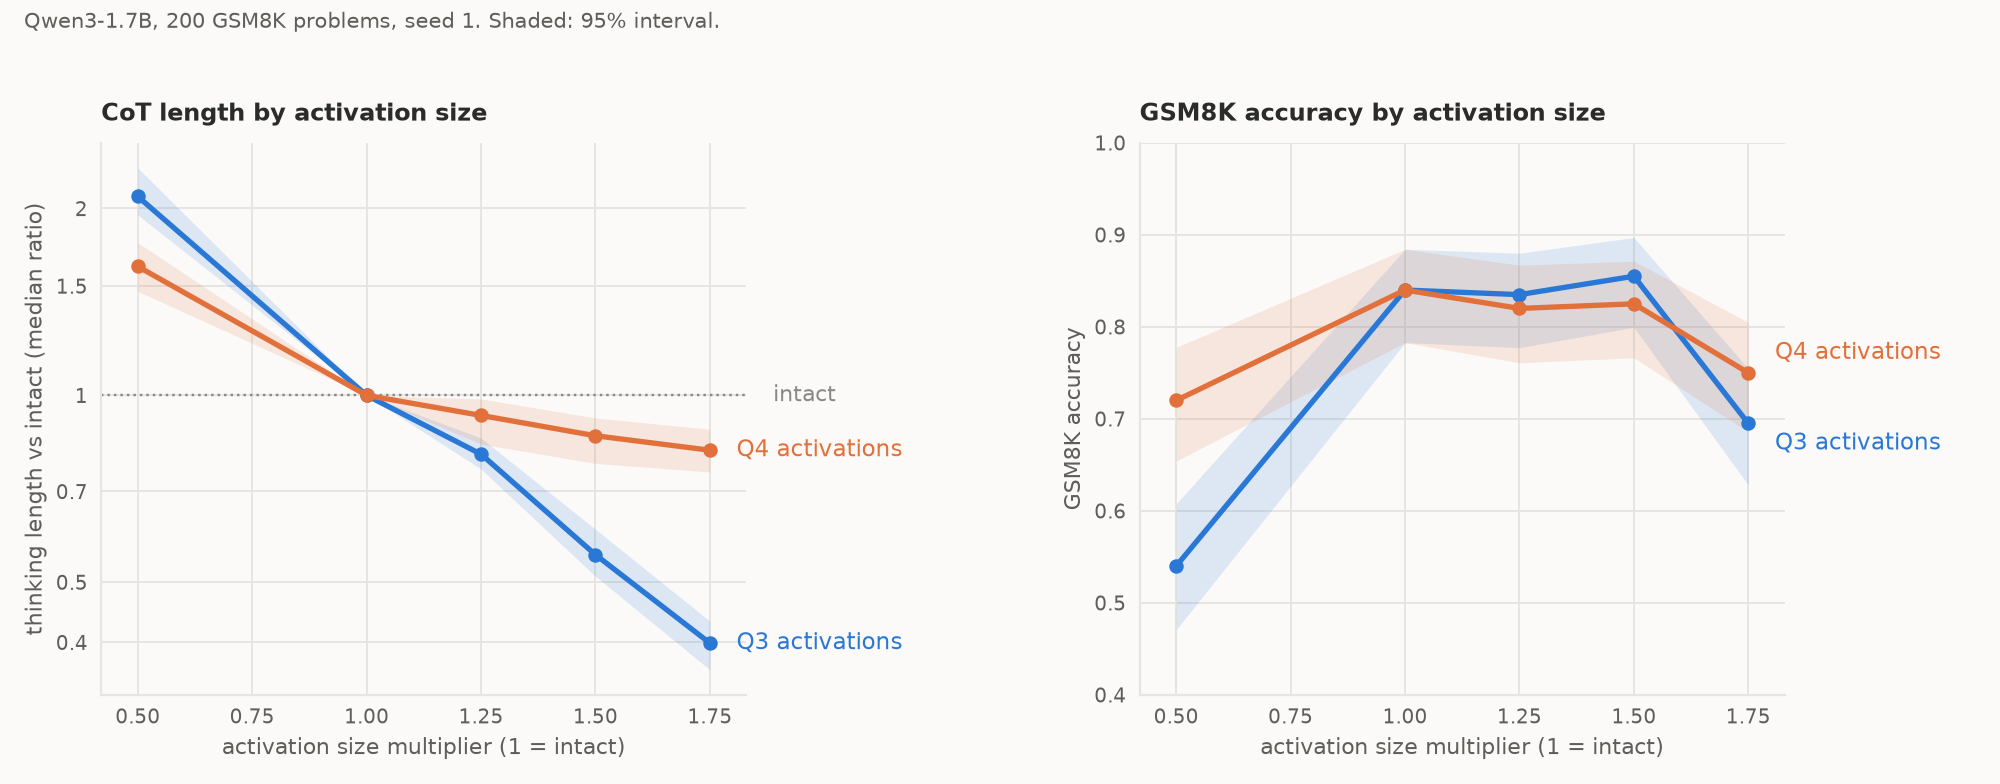 Qwen3-1.7B, 200 GSM8K problems, seed 1. Shaded: 95% interval.
CoT length by activation size
thinking length vs intact (median ratio)
2
1.5
1
0.7
0.5
0.4
intact
Q4 activations
Q3 activations
0.50 0.75 1.00 1.25 1.50 1.75
activation size multiplier (1 = intact)
GSM8K accuracy by activation size
GSM8K accuracy
1.0
0.9
0.8
0.7
0.6
0.5
0.4
Q4 activations
Q3 activations
0.50 0.75 1.00 1.25 1.50 1.75
activation size multiplier (1 = intact)